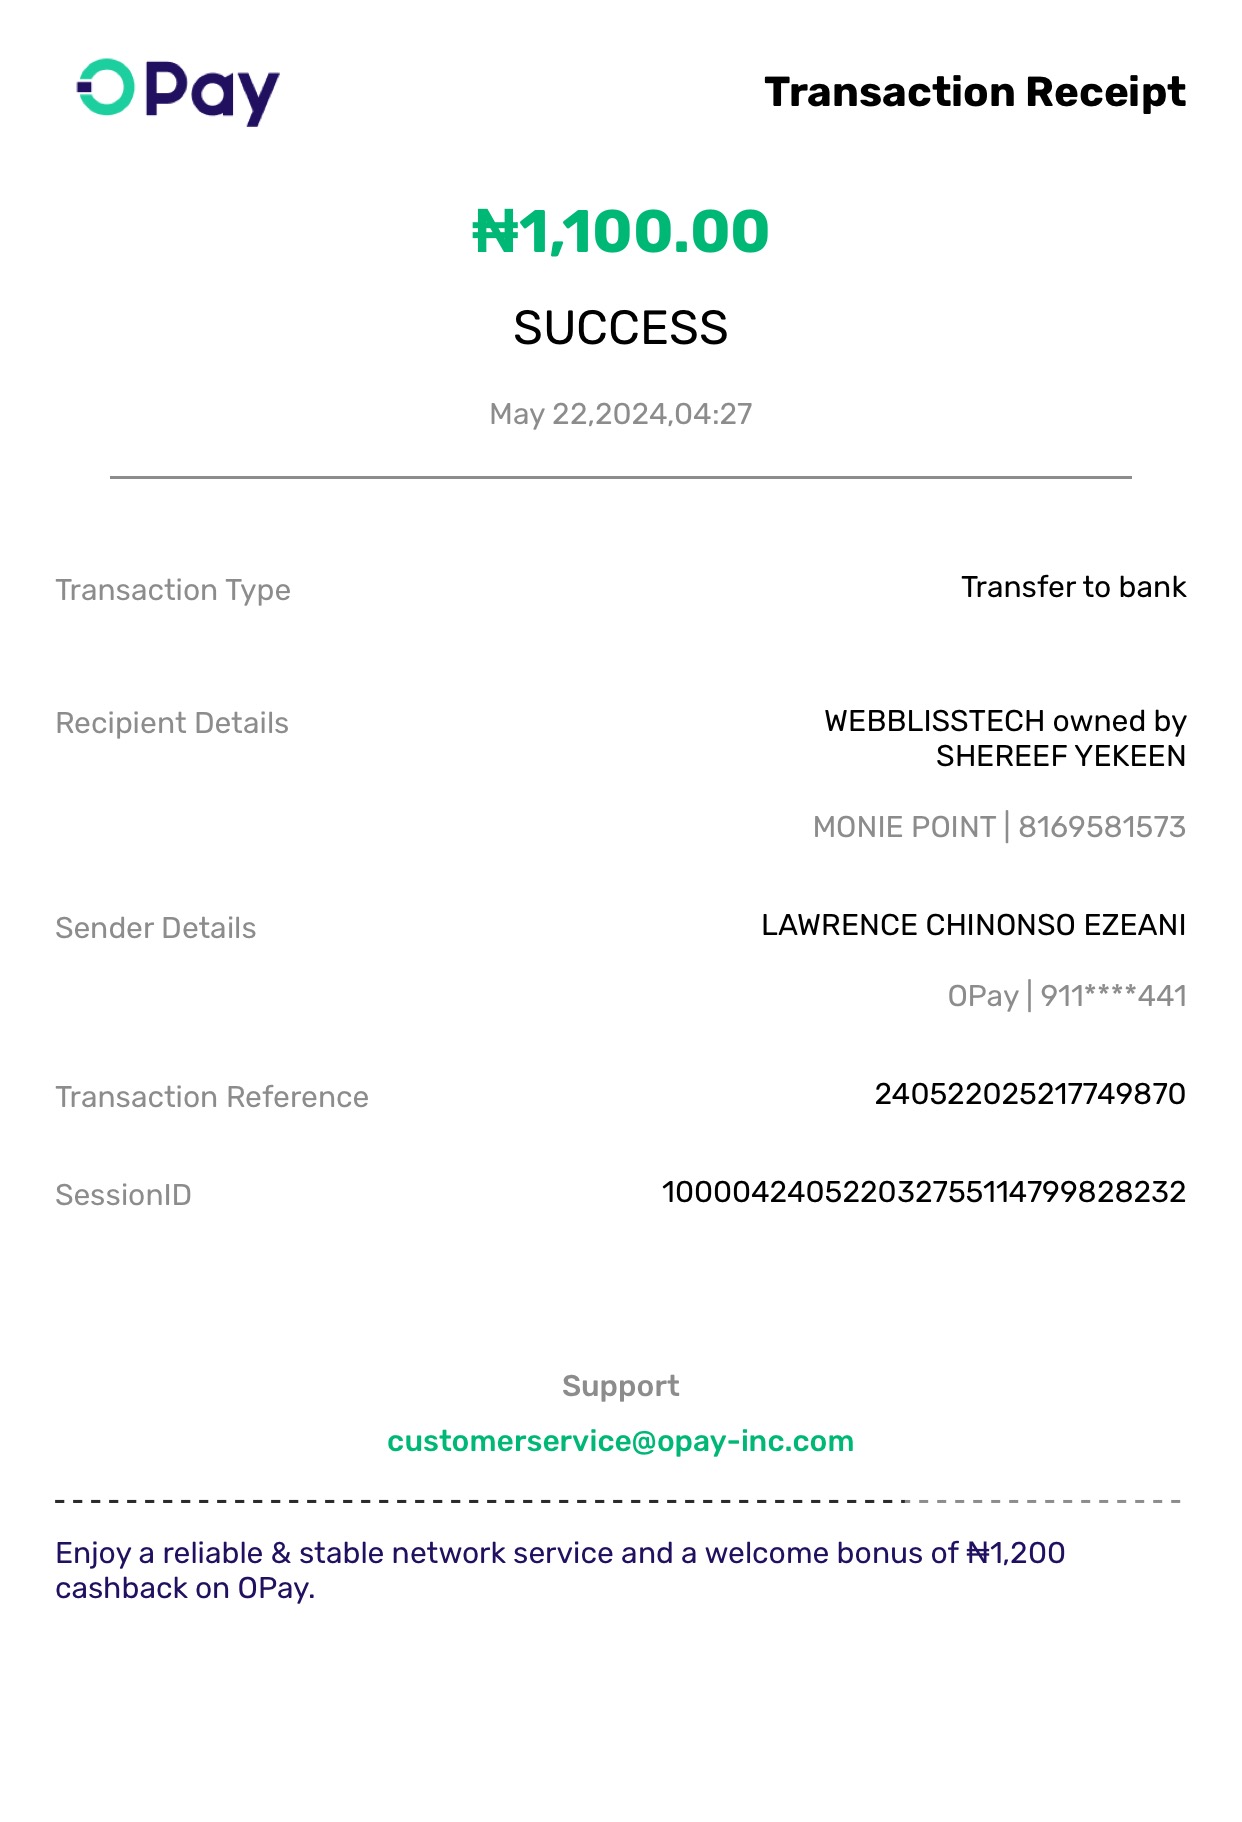 OPay
Transaction Receipt
₦1,100.00
SUCCESS
May 22,2024,04:27
Transaction Type
Transfer to bank
Recipient Details
WEBBLISSTECH owned by
SHEREEF YEKEEN
MONIE POINT | 8169581573
Sender Details
LAWRENCE CHINONSO EZEANI
OPay | 911****441
Transaction Reference
240522025217749870
SessionID
100004240522032755114799828232
Support
customerservice@opay-inc.com
Enjoy a reliable & stable network service and a welcome bonus of ₦1,200
cashback on OPay.